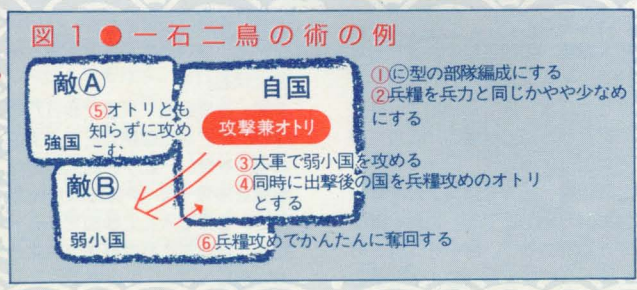 図1●一石二鳥の術の例
敵Ⓐ
⑤オトリとも
知らずに攻め
こむ
強国
自国
攻撃兼オトリ
①㋥型の部隊編成にする
②兵糧を兵力と同じかやや少なめ
にする
③大軍で弱小国を攻める
④同時に出撃後の国を兵糧攻めのオトリ
とする
敵Ⓑ
弱小国
⑥兵糧攻めでかんたんに奪回する